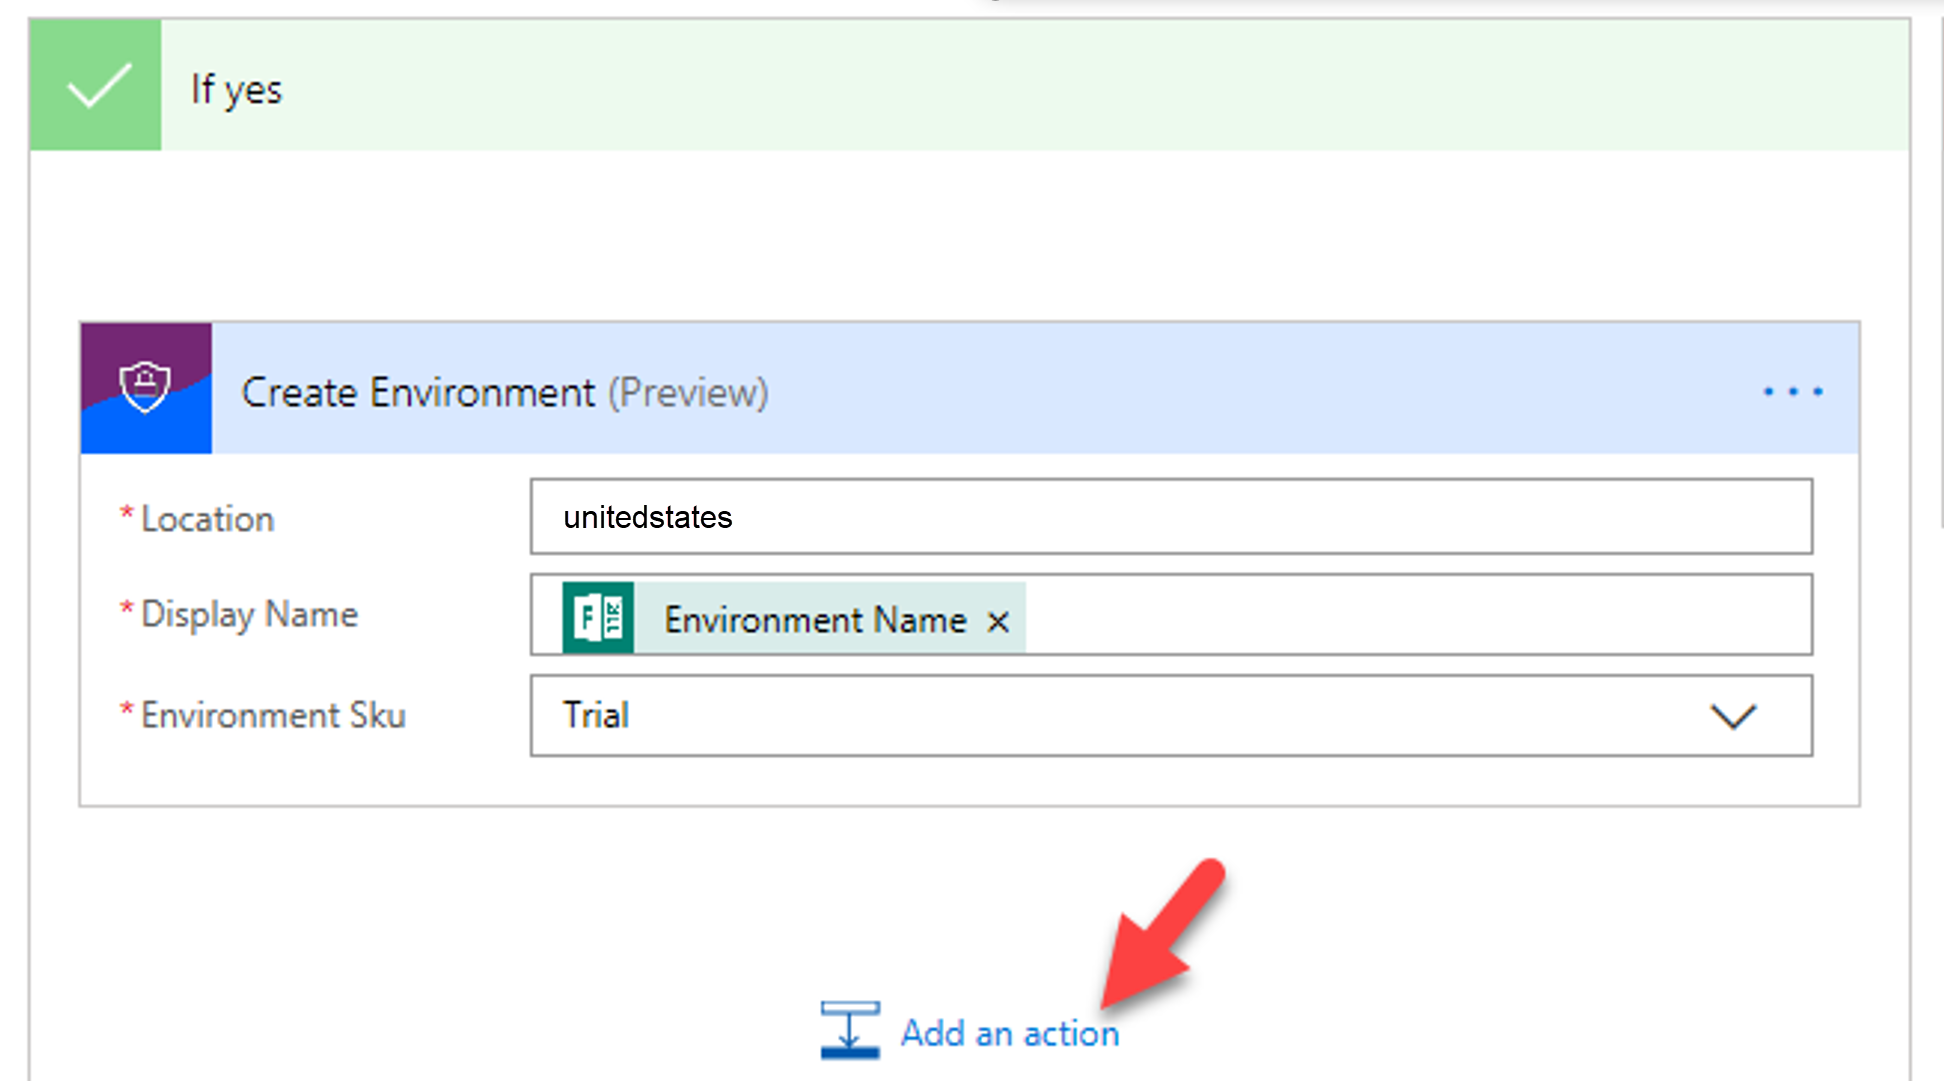 If yes
Create Environment (Preview)
* Location
unitedstates
* Display Name
F Environment Name ×
* Environment Sku
Trial
Add an action